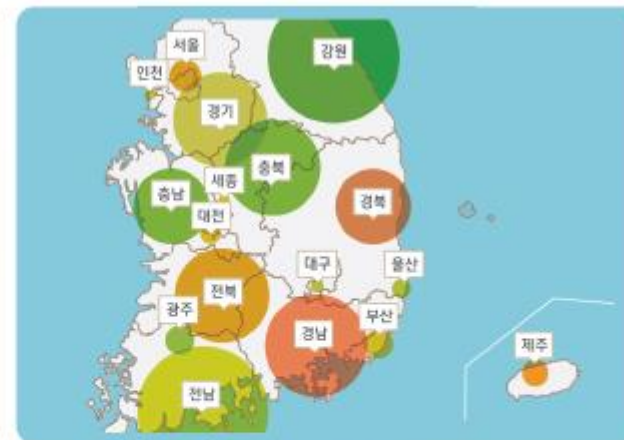 서울
강원
인천
경기
충북
세종
충남
경북
대전
대구
울산
전북
광주
경남
부산
제주
전남